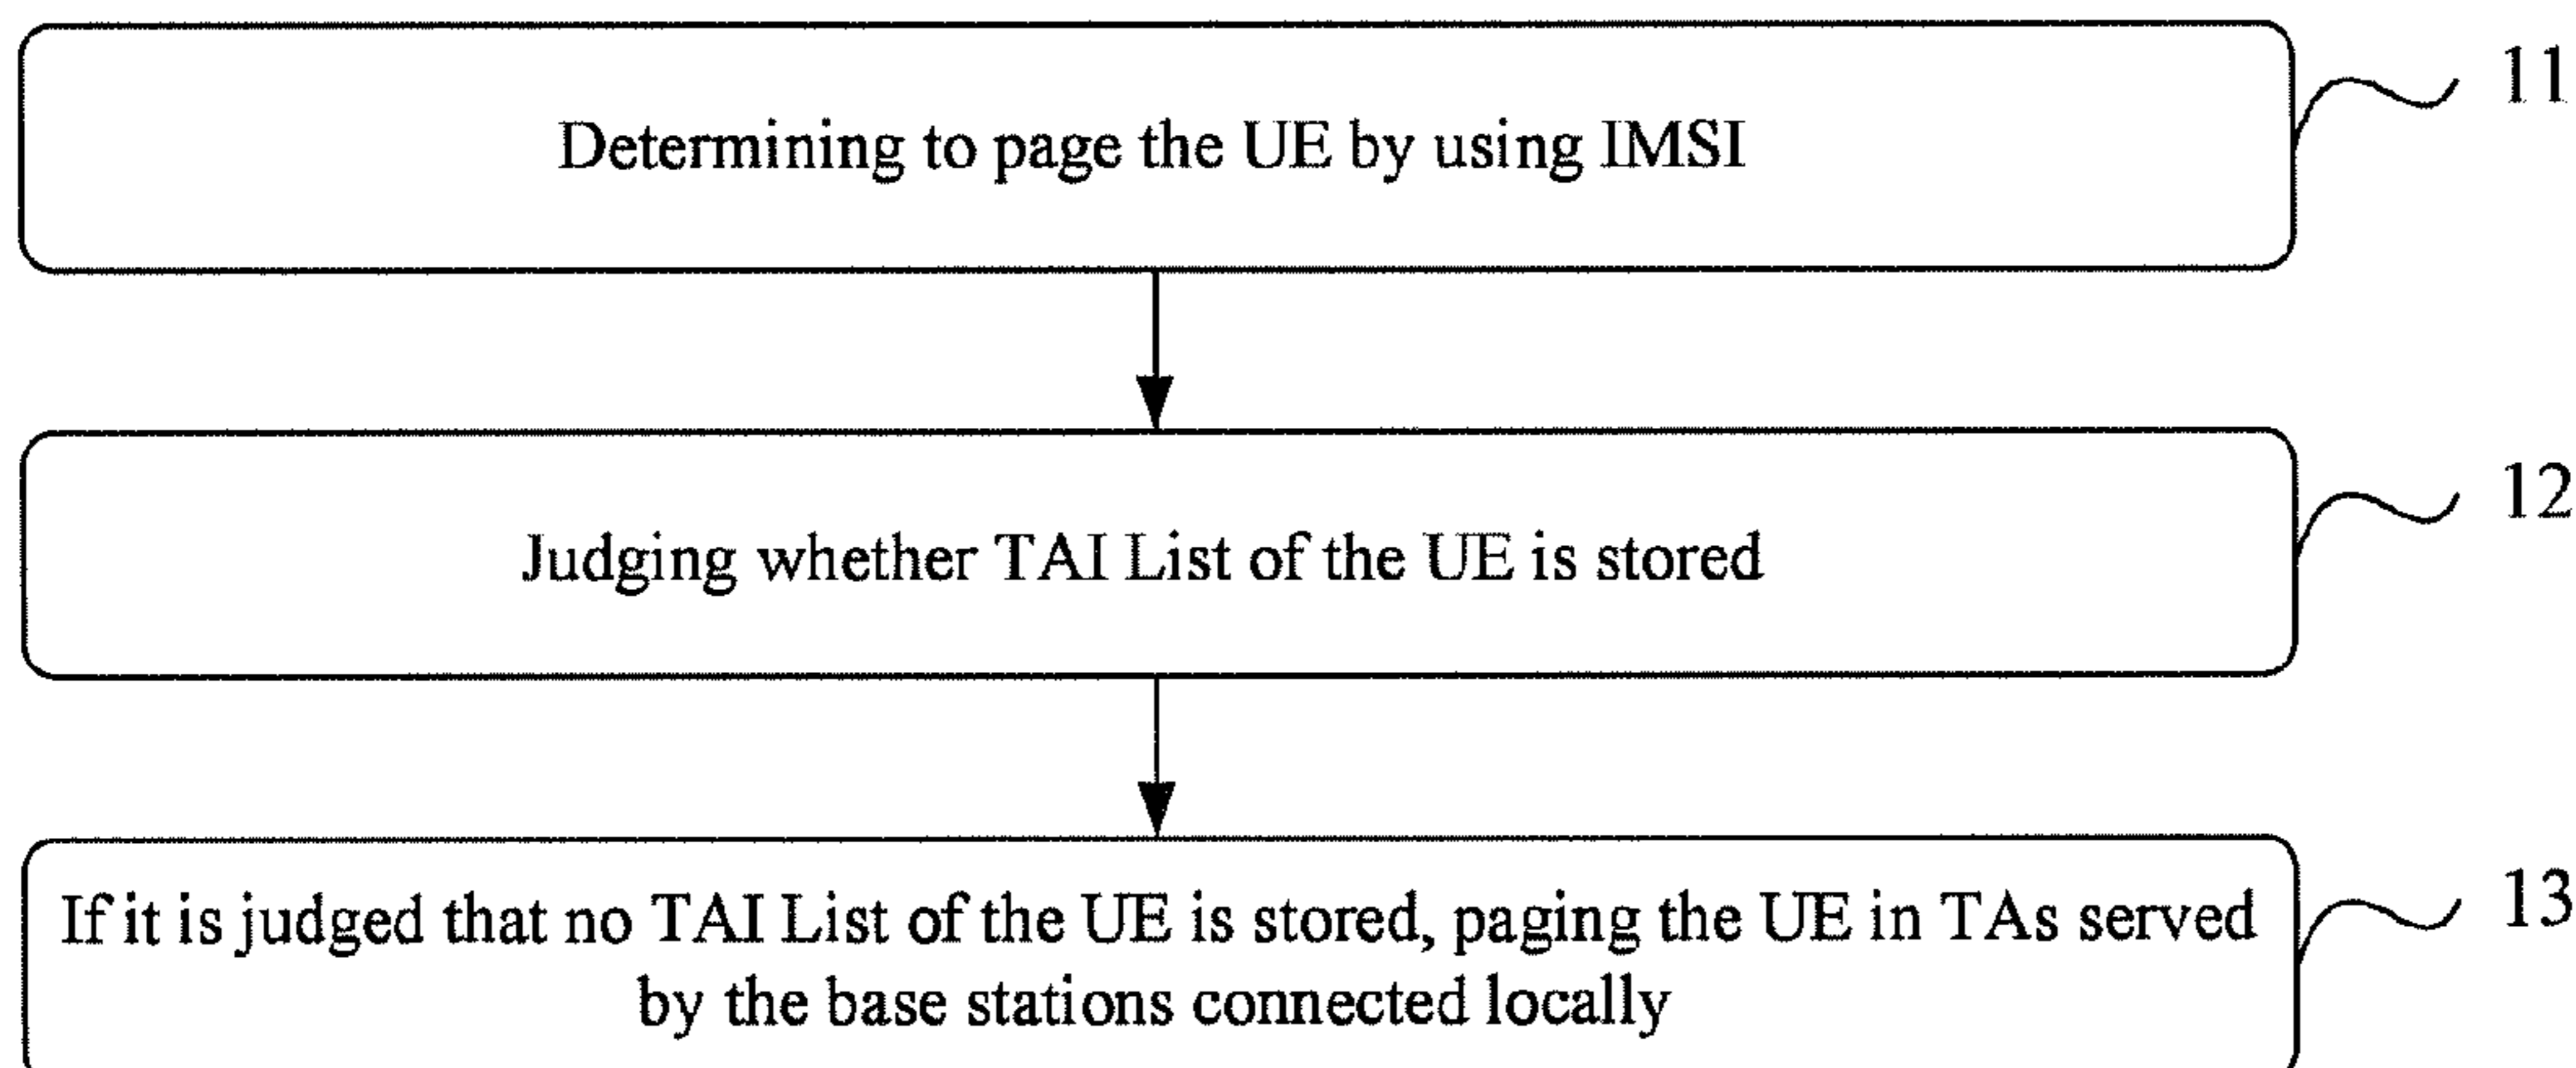 Determining to page the UE by using IMSI
11
Judging whether TAI List of the UE is stored
12
If it is judged that no TAI List of the UE is stored, paging the UE in TAs served
by the base stations connected locally
13